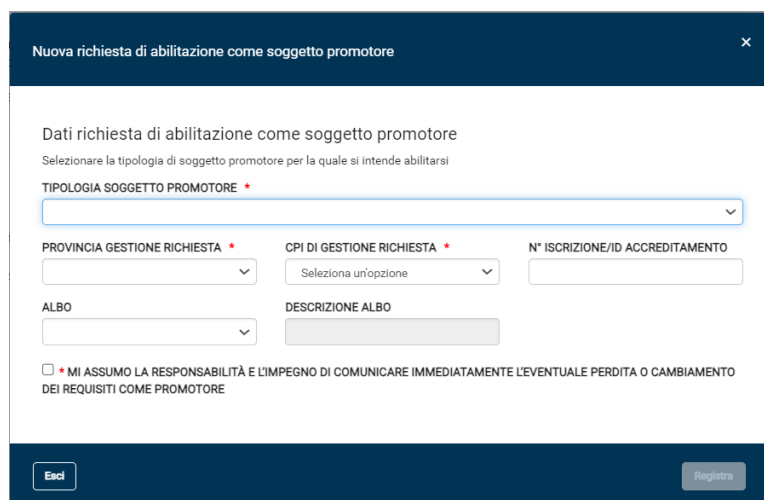 Nuova richiesta di abilitazione come soggetto promotore
×
Dati richiesta di abilitazione come soggetto promotore
Selezionare la tipologia di soggetto promotore per la quale si intende abilitarsi
TIPOLOGIA SOGGETTO PROMOTORE *
PROVINCIA GESTIONE RICHIESTA * CPI DI GESTIONE RICHIESTA * N° ISCRIZIONE/ID ACCREDITAMENTO
Seleziona un'opzione
ALBO DESCRIZIONE ALBO
* MI ASSUMO LA RESPONSABILITÀ E L'IMPEGNO DI COMUNICARE IMMEDIATAMENTE L'EVENTUALE PERDITA O CAMBIAMENTO
DEI REQUISITI COME PROMOTORE
Esci Registra